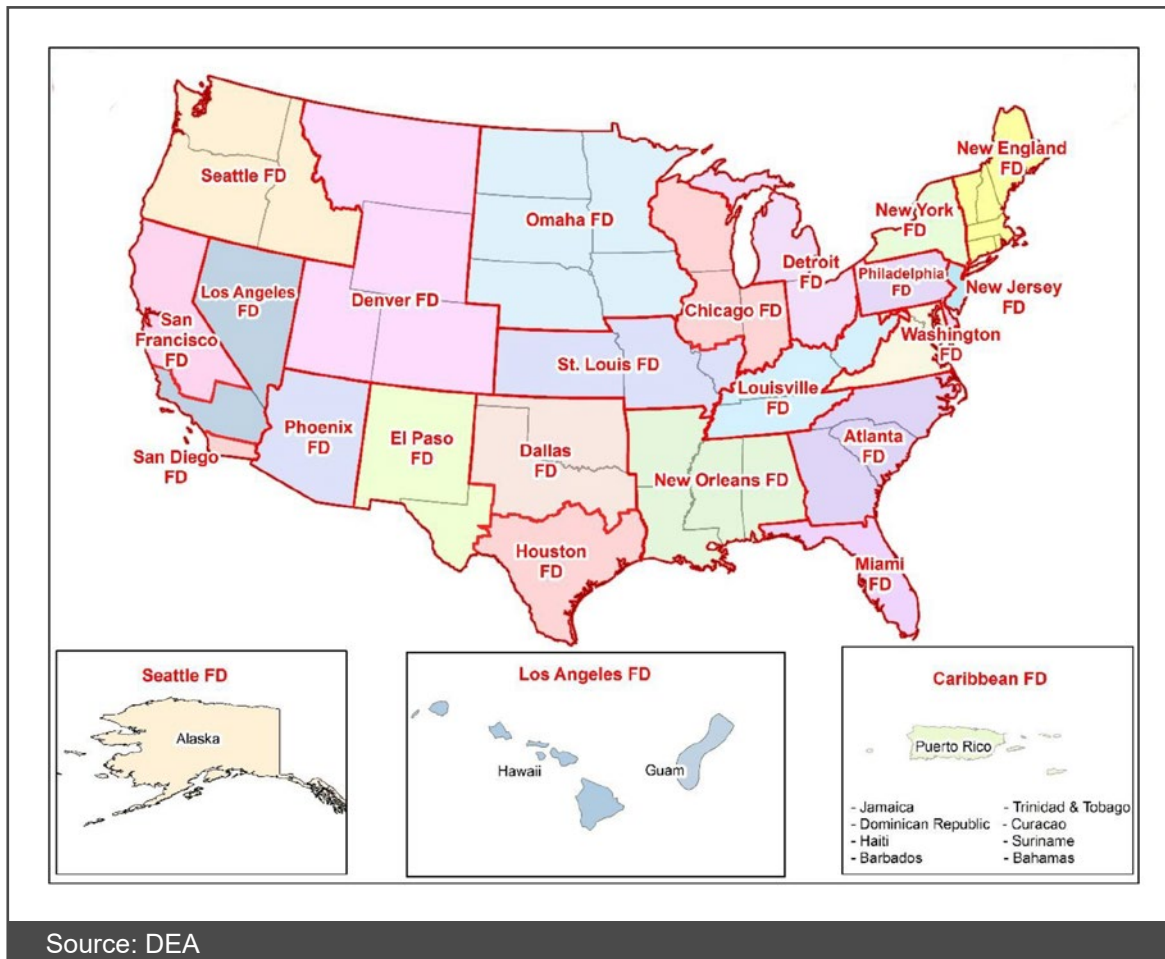 Seattle FD
Omaha FD
New England
FD
New York
FD
Detroit
FD
Philadelphia
FD
New Jersey
FD
Los Angeles
FD
Denver FD
Chicago FD
San
Francisco
FD
Washington
FD
St. Louis FD
Louisville
FD
Phoenix
FD
El Paso
FD
Dallas
FD
Atlanta
FD
San Diego
FD
New Orleans FD
Houston
FD
Miami
FD
Seattle FD
Alaska
Los Angeles FD
Hawaii
Guam
Caribbean FD
Puerto Rico
- Jamaica
- Dominican Republic
- Haiti
- Barbados
- Trinidad & Tobago
- Curacao
- Suriname
- Bahamas
Source: DEA